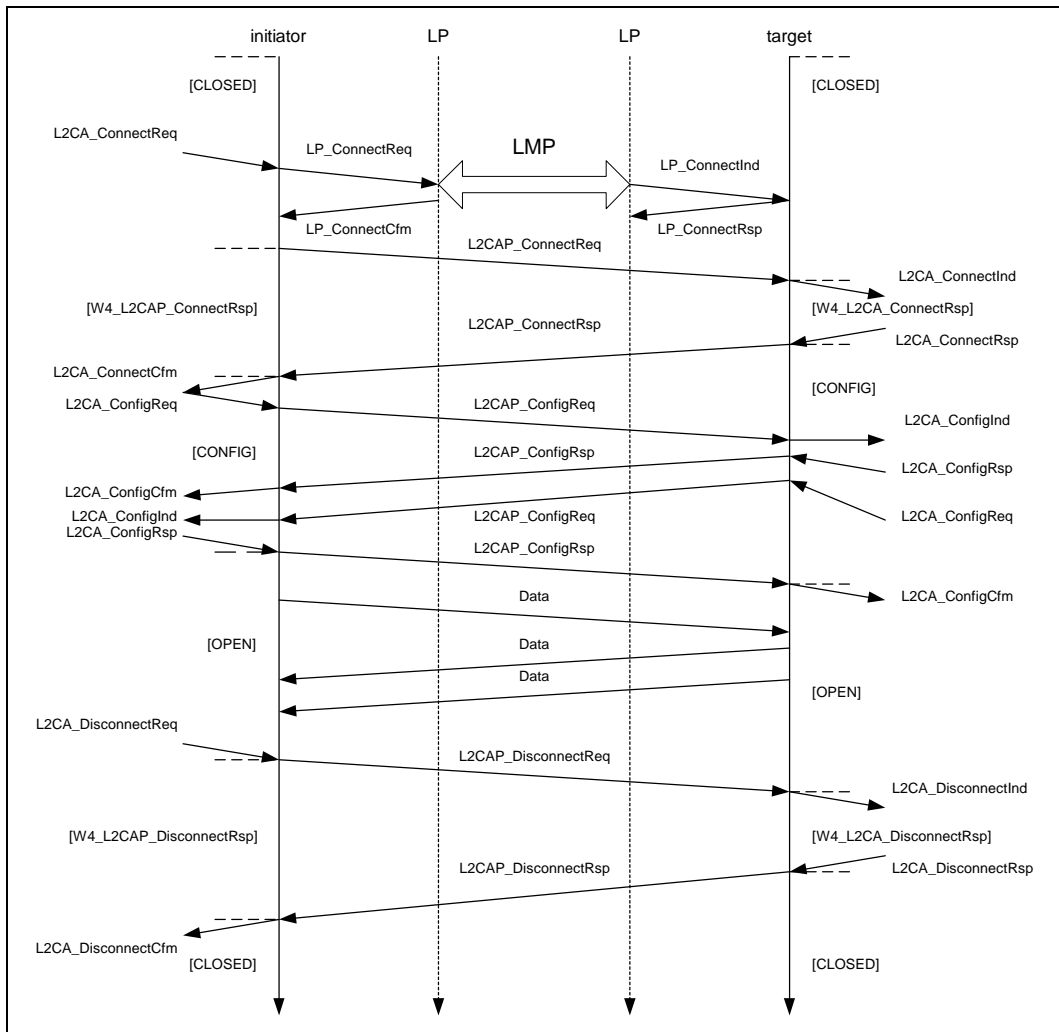 initiator LP LP target
[CLOSED] [CLOSED]
L2CA_ConnectReq
LP_ConnectReq
LMP
LP_ConnectInd
LP_ConnectCfm
LP_ConnectRsp
L2CAP_ConnectReq
L2CA_ConnectInd
[W4_L2CAP_ConnectRsp]
[W4_L2CA_ConnectRsp]
L2CAP_ConnectRsp
L2CA_ConnectRsp
L2CA_ConnectCfm
[CONFIG]
L2CA_ConfigReq
L2CAP_ConfigReq
L2CA_ConfigInd
[CONFIG]
L2CAP_ConfigRsp
L2CA_ConfigRsp
L2CA_ConfigCfm
L2CA_ConfigInd
L2CAP_ConfigReq
L2CA_ConfigReq
L2CA_ConfigRsp
L2CAP_ConfigRsp
L2CA_ConfigCfm
Data
[OPEN]
Data
Data
[OPEN]
L2CA_DisconnectReq
L2CAP_DisconnectReq
L2CA_DisconnectInd
[W4_L2CAP_DisconnectRsp]
[W4_L2CA_DisconnectRsp]
L2CAP_DisconnectRsp
L2CA_DisconnectRsp
L2CA_DisconnectCfm
[CLOSED] [CLOSED]